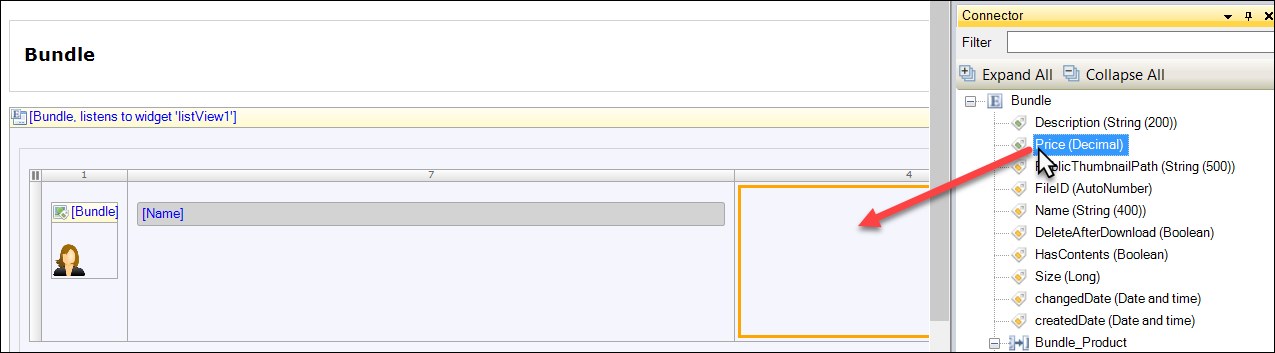 Bundle
[Bundle, listens to widget 'listView1']
1
7
4
[Bundle]
[Name]
Connector
Filter
Expand All
Collapse All
Bundle
Description (String (200))
Price (Decimal)
PublicThumbnailPath (String (500))
FileID (AutoNumber)
Name (String (400))
DeleteAfterDownload (Boolean)
HasContents (Boolean)
Size (Long)
changedDate (Date and time)
createdDate (Date and time)
Bundle_Product